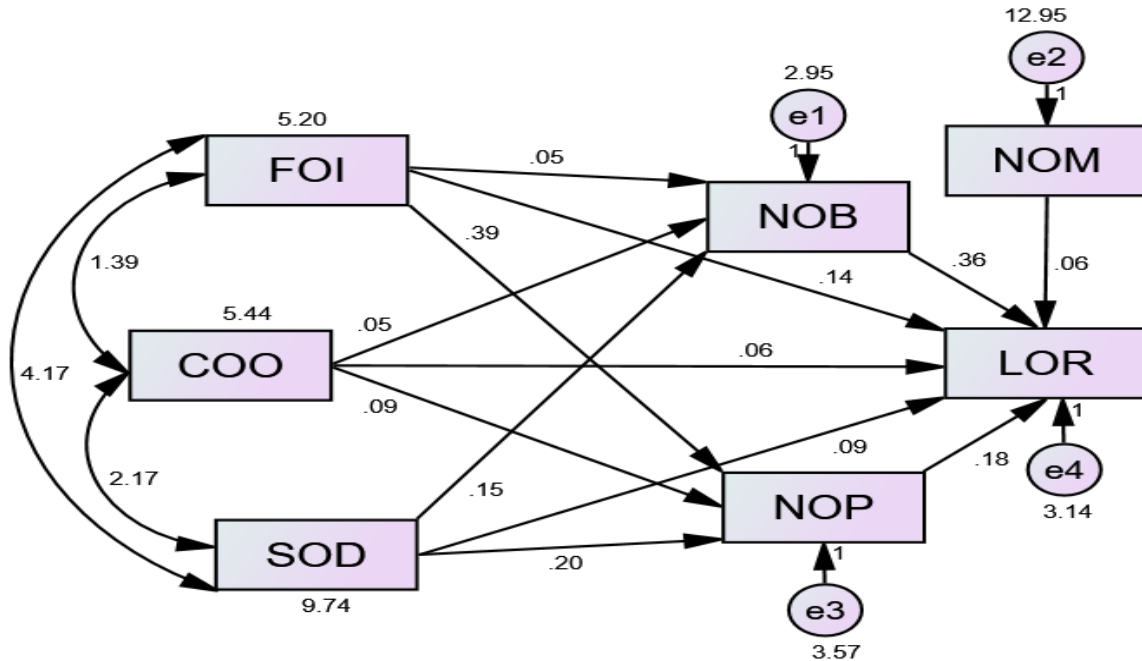 12.95
e2
1
2.95
e1
1
5.20
FOI
.05
NOM
NOB
.39
1.39
.14
.36
.06
5.44
COO
.05
.06
LOR
4.17
.09
1
2.17
.09
.18
e4
.15
NOP
3.14
SOD
.20
1
9.74
e3
3.57